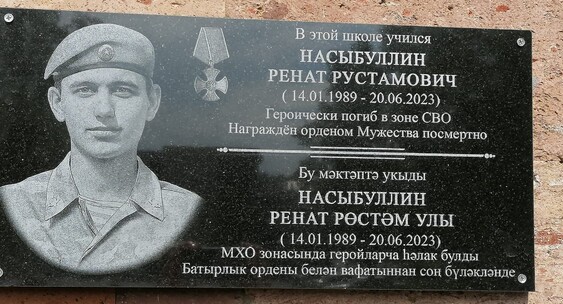 В этой школе учился
НАСЫБУЛЛИН
РЕНАТ РУСТАМОВИЧ
( 14.01.1989 - 20.06.2023)
Героически погиб в зоне СВО
Награждён орденом Мужества посмертно
Бу мәктәптә укыды
НАСЫБУЛЛИН
РЕНАТ РӨСТӘМ УЛЫ
( 14.01.1989 - 20.06.2023)
МХО зонасында геройларча һәлак булды
Батырлык ордены белән вафатыннан соң бүләкләнде